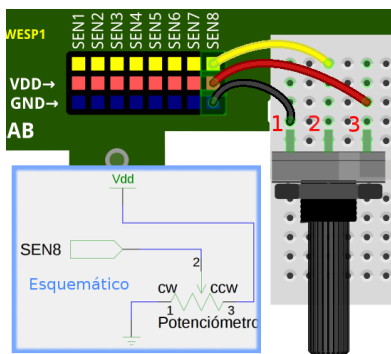 SEN1
SEN2
SEN3
SEN4
SEN5
SEN6
SEN7
SEN8
WESP1
VDD→
GND→
AB
1 2 3
Vdd
SEN8
2
Esquemático
cw ccw
1 3
Potenciómetro